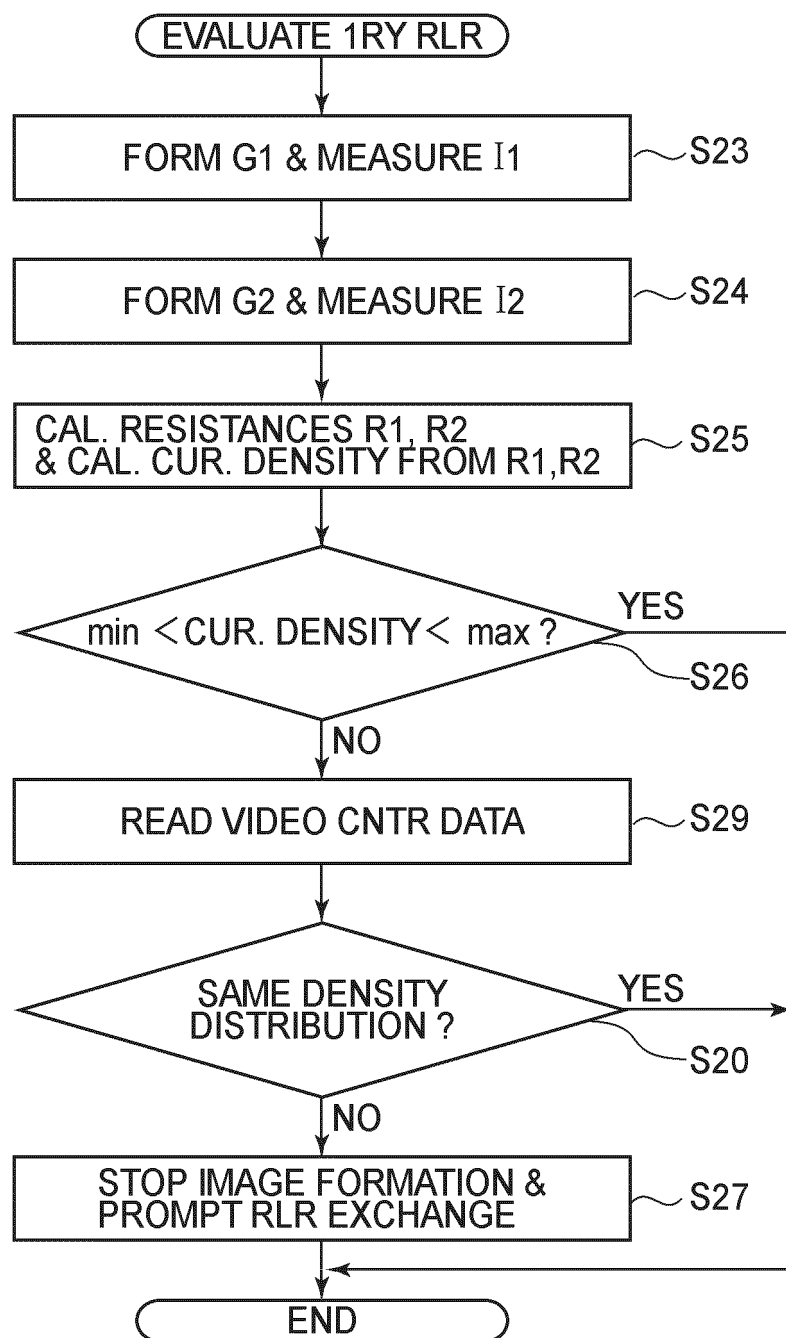 EVALUATE 1RY RLR
FORM G1 & MEASURE I1
S23
FORM G2 & MEASURE I2
S24
CAL. RESISTANCES R1, R2
& CAL. CUR. DENSITY FROM R1,R2
S25
min <CUR. DENSITY< max ?
YES
S26
NO
READ VIDEO CNTR DATA
S29
SAME DENSITY
DISTRIBUTION ?
YES
S20
NO
STOP IMAGE FORMATION &
PROMPT RLR EXCHANGE
S27
END